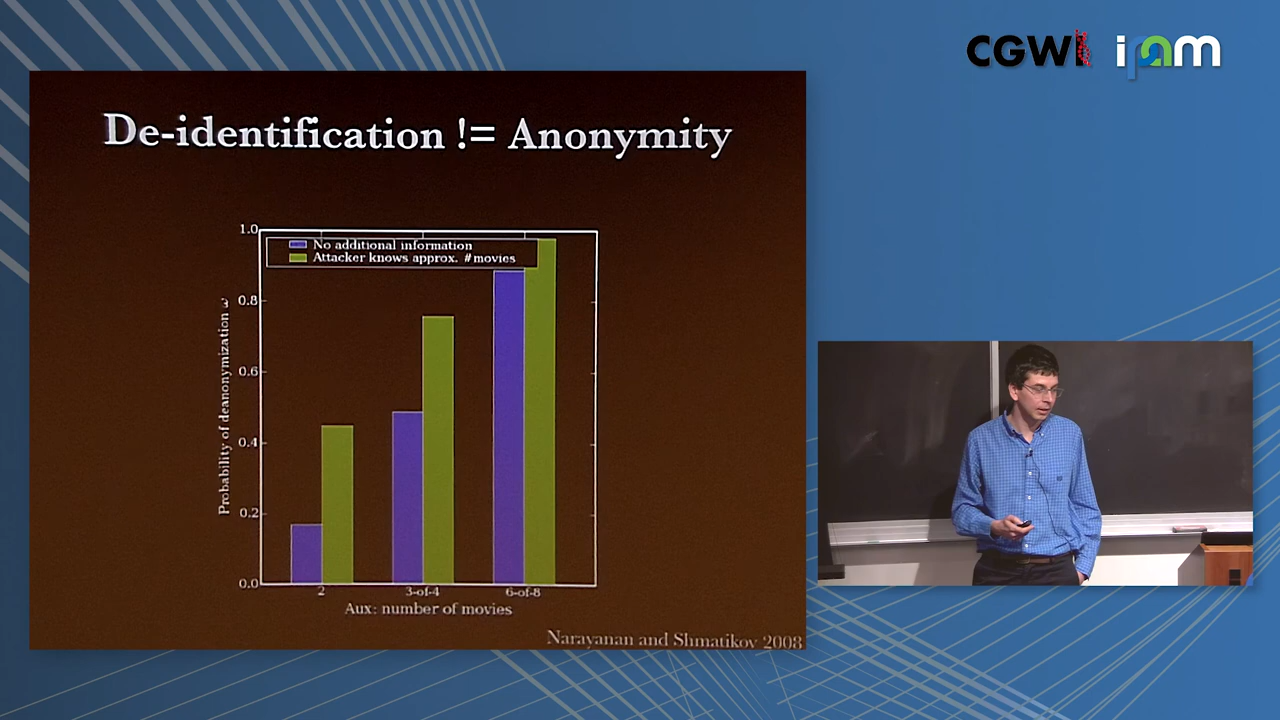 CGWI ipam
De-identification != Anonymity
1.0
No additional information
Attacker knows approx. #movies
0.8
0.6
0.4
0.2
0.0
Probability of deanonymization
2 3-of-4 6-of-8
Aux: number of movies
Narayanan and Shmatikov 2008